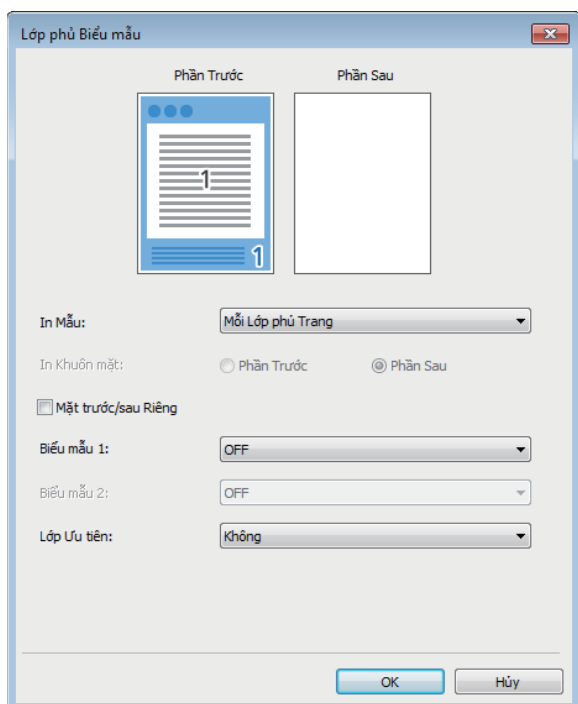 Lớp phủ Biểu mẫu
Phần Trước Phần Sau
1
1
In Mẫu: Mỗi Lớp phủ Trang
In Khuôn mặt: Phần Trước Phần Sau
Mặt trước/sau Riêng
Biểu mẫu 1: OFF
Biểu mẫu 2: OFF
Lớp Ưu tiên: Không
OK Hủy